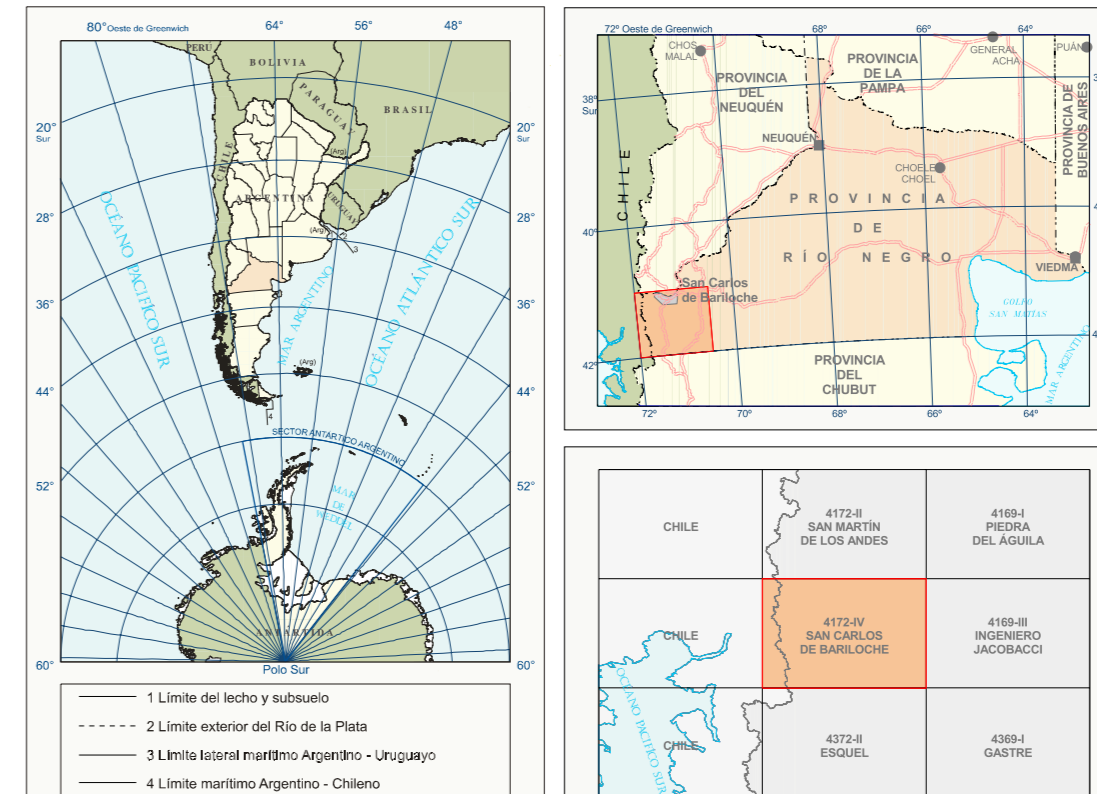 80° Oeste de Greenwich
64°
56°
48°
PERÚ
BOLIVIA
PARAGUAY
BRASIL
20°
Sur
20°
Sur
CHILE
(Arg)
28°
28°
ARGENTINA
URUGUAY
(Arg)
3
OCÉANO PACIFÍCO SUR
OCÉANO ATLÁNTICO SUR
MAR ARGENTINO
36°
36°
(Arg)
44°
44°
4
SECTOR ANTÁRTICO ARGENTINO
52°
52°
MAR
DE
WEDDEL
ANTÁRTIDA
60°
60°
Polo Sur
1 Límite del lecho y subsuelo
2 Límite exterior del Río de la Plata
3 Límite lateral marítimo Argentino - Uruguayo
4 Límite marítimo Argentino - Chileno
72° Oeste de Greenwich
68°
66°
64°
CHOS
MALAL
GENERAL
ACHA
PUÁN
PROVINCIA
DE LA
PAMPA
PROVINCIA
DEL
NEUQUÉN
38°
Sur
PROVINCIA DE
BUENOS AIRES
NEUQUÉN
CHILE
CHOELE
CHOEL
PROVINCIA
DE
RÍO NEGRO
40°
VIEDMA
San Carlos
de Bariloche
GOLFO
SAN MATÍAS
42°
PROVINCIA
DEL
CHUBUT
MAR ARGENTINO
72°
70°
68°
66°
64°
CHILE
4172-II
SAN MARTÍN
DE LOS ANDES
4169-I
PIEDRA
DEL ÁGUILA
CHILE
4172-IV
SAN CARLOS
DE BARILOCHE
4169-III
INGENIERO
JACOBACCI
OCÉANO PACIFICO SUR
CHILE
4372-II
ESQUEL
4369-I
GASTRE